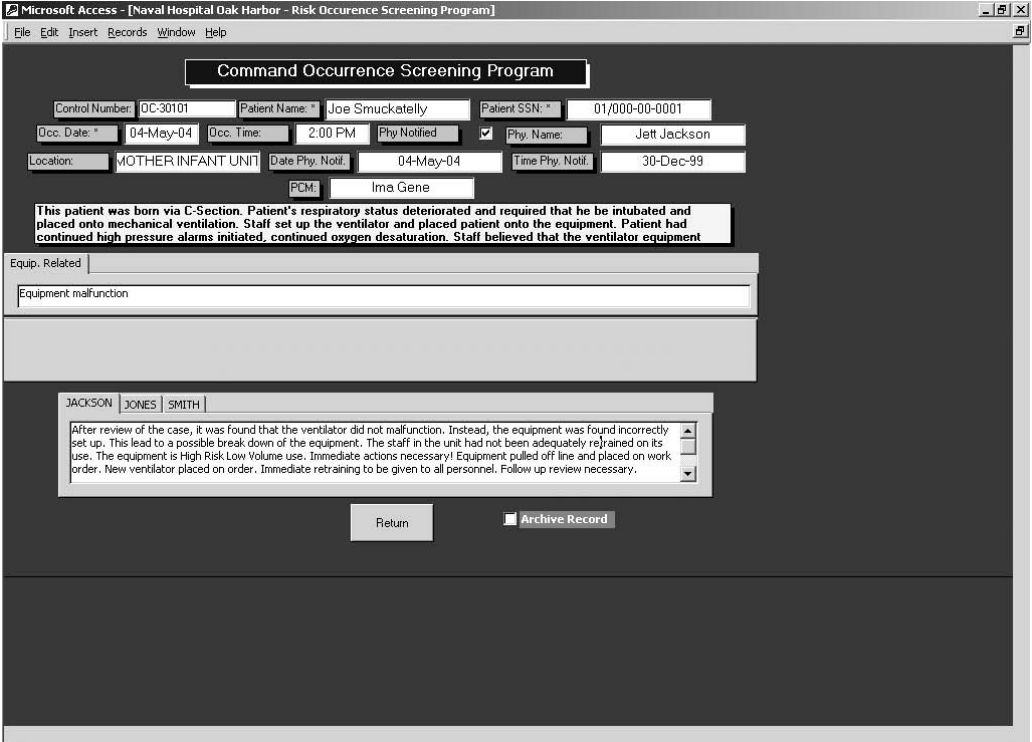 Microsoft Access - [Naval Hospital Oak Harbor - Risk Occurence Screening Program]
File Edit Insert Records Window Help
Command Occurrence Screening Program
Control Number: OC-30101 Patient Name: * Joe Smuckatelly Patient SSN: * 01/000-00-0001
Occ. Date: * 04-May-04 Occ. Time: 2:00 PM Phy Notified Phy. Name: Jett Jackson
Location: MOTHER INFANT UNIT Date Phy. Notif. 04-May-04 Time Phy. Notif. 30-Dec-99
PCM: Ima Gene
This patient was born via C-Section. Patient's respiratory status deteriorated and required that he be intubated and
placed onto mechanical ventilation. Staff set up the ventilator and placed patient onto the equipment. Patient had
continued high pressure alarms initiated, continued oxygen desaturation. Staff believed that the ventilator equipment
Equip. Related
Equipment malfunction
JACKSON JONES SMITH
After review of the case, it was found that the ventilator did not malfunction. Instead, the equipment was found incorrectly
set up. This lead to a possible break down of the equipment. The staff in the unit had not been adequately retrained on its
use. The equipment is High Risk Low Volume use. Immediate actions necessary! Equipment pulled off line and placed on work
order. New ventilator placed on order. Immediate retraining to be given to all personnel. Follow up review necessary.
Return Archive Record